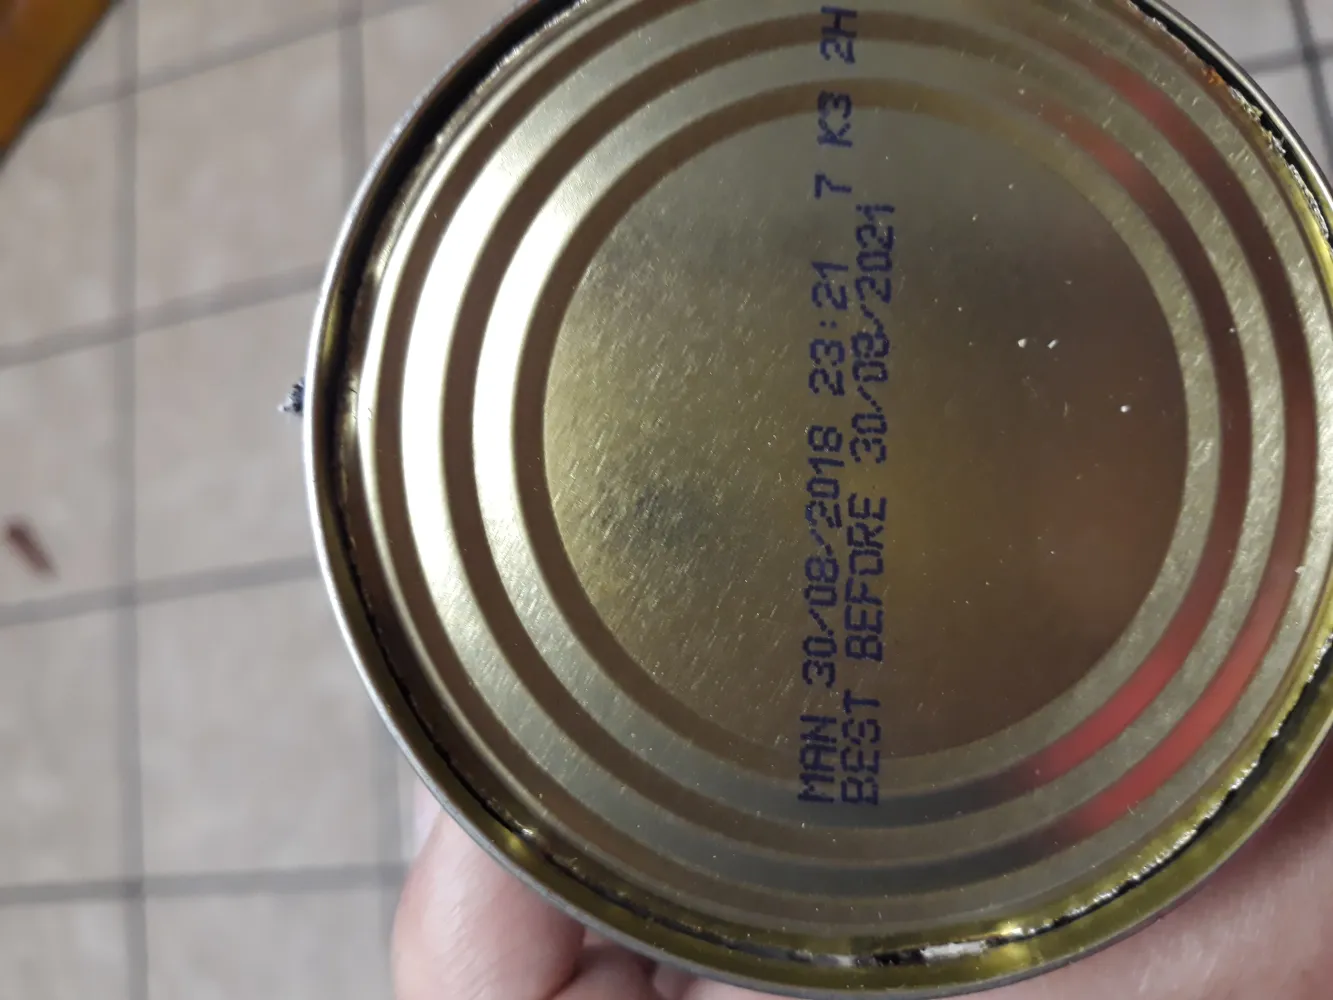 MAN 30/08/2018 23:21 7 K3 2H
BEST BEFORE 30/08/2021